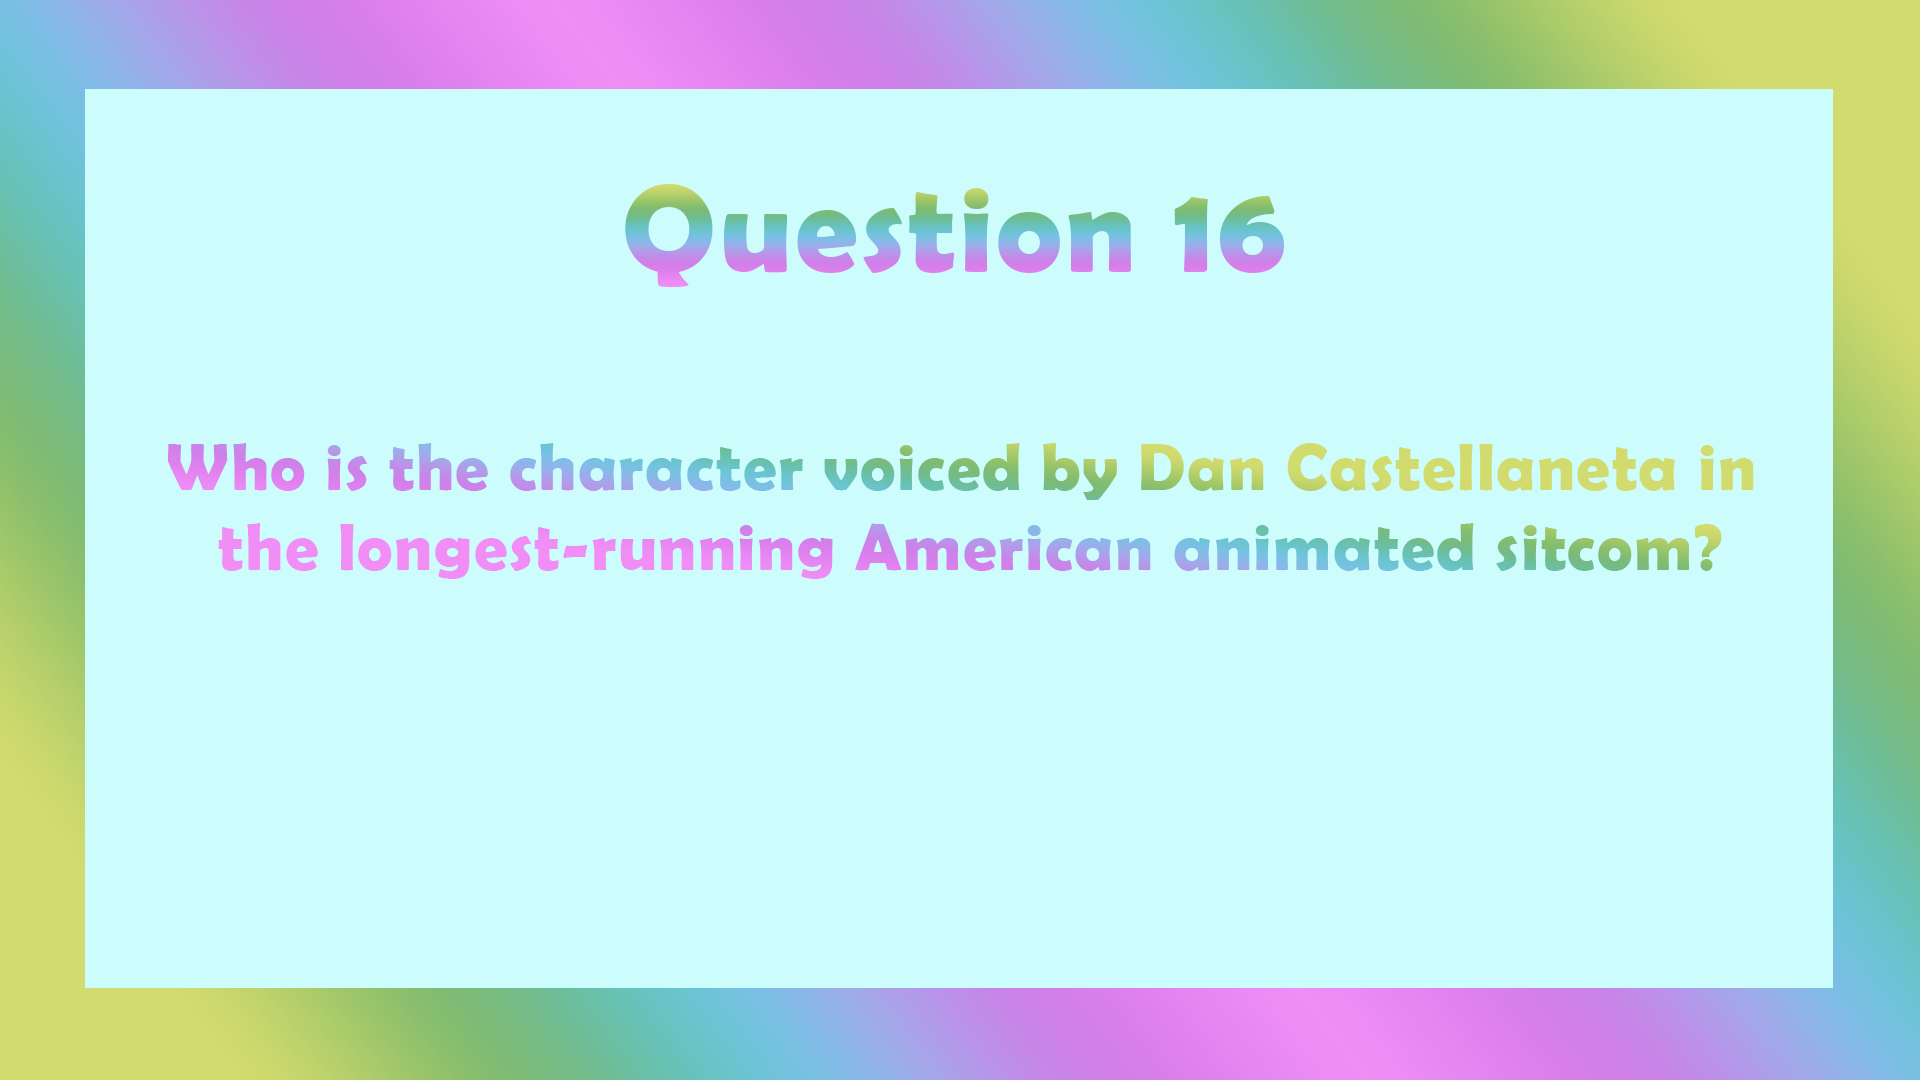 Question 16
Who is the character voiced by Dan Castellaneta in
the longest-running American animated sitcom?